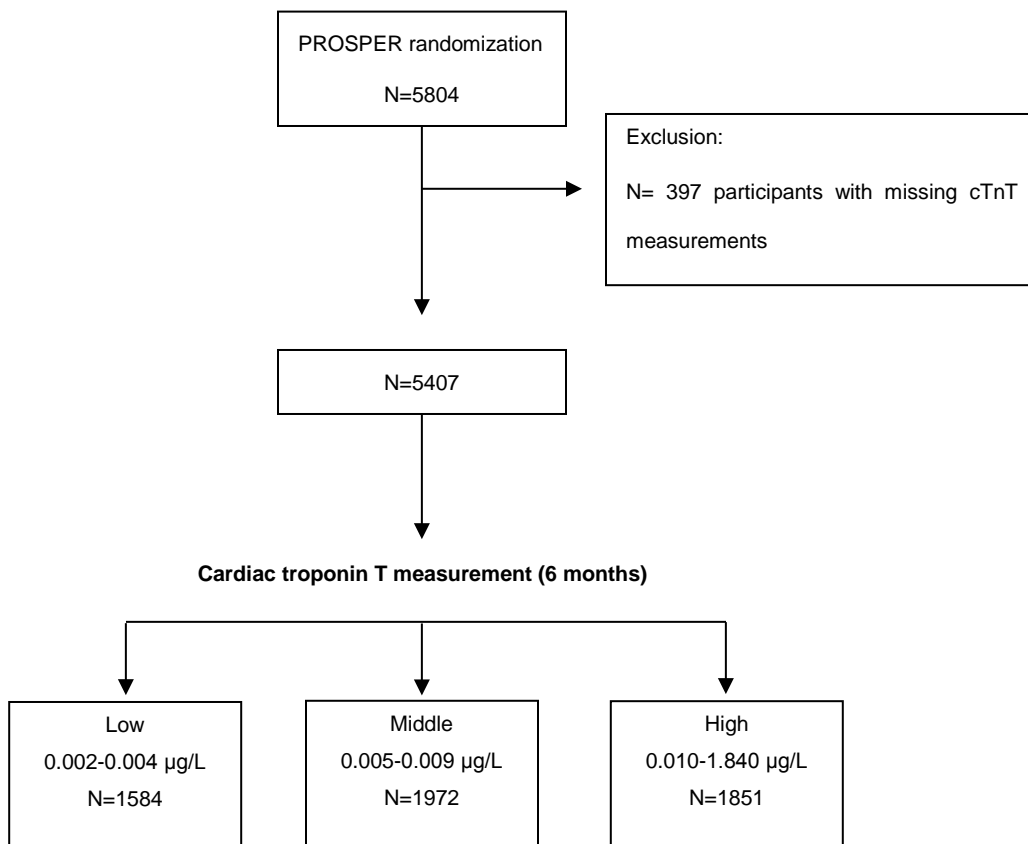 PROSPER randomization
N=5804
Exclusion:
N= 397 participants with missing cTnT
measurements
N=5407
Cardiac troponin T measurement (6 months)
Low
0.002-0.004 µg/L
N=1584
Middle
0.005-0.009 µg/L
N=1972
High
0.010-1.840 µg/L
N=1851